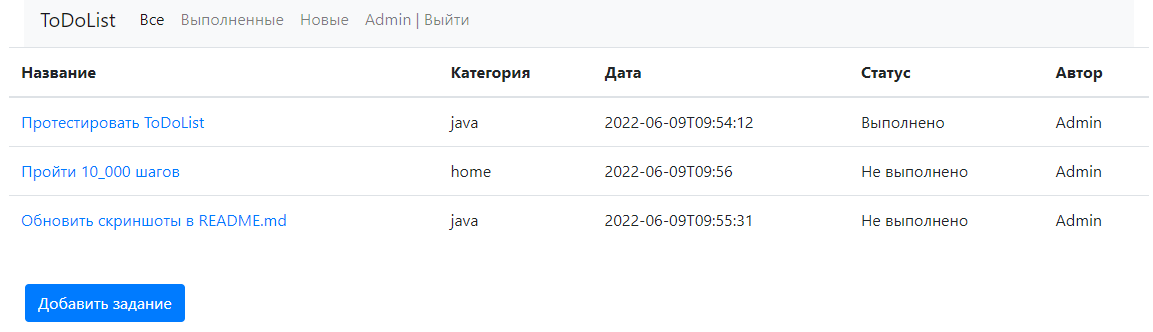 ToDoList Все Выполненные Новые Admin | Выйти
Название Категория Дата Статус Автор
Протестировать ToDoList java 2022-06-09T09:54:12 Выполнено Admin
Пройти 10_000 шагов home 2022-06-09T09:56 Не выполнено Admin
Обновить скриншоты в README.md java 2022-06-09T09:55:31 Не выполнено Admin
Добавить задание